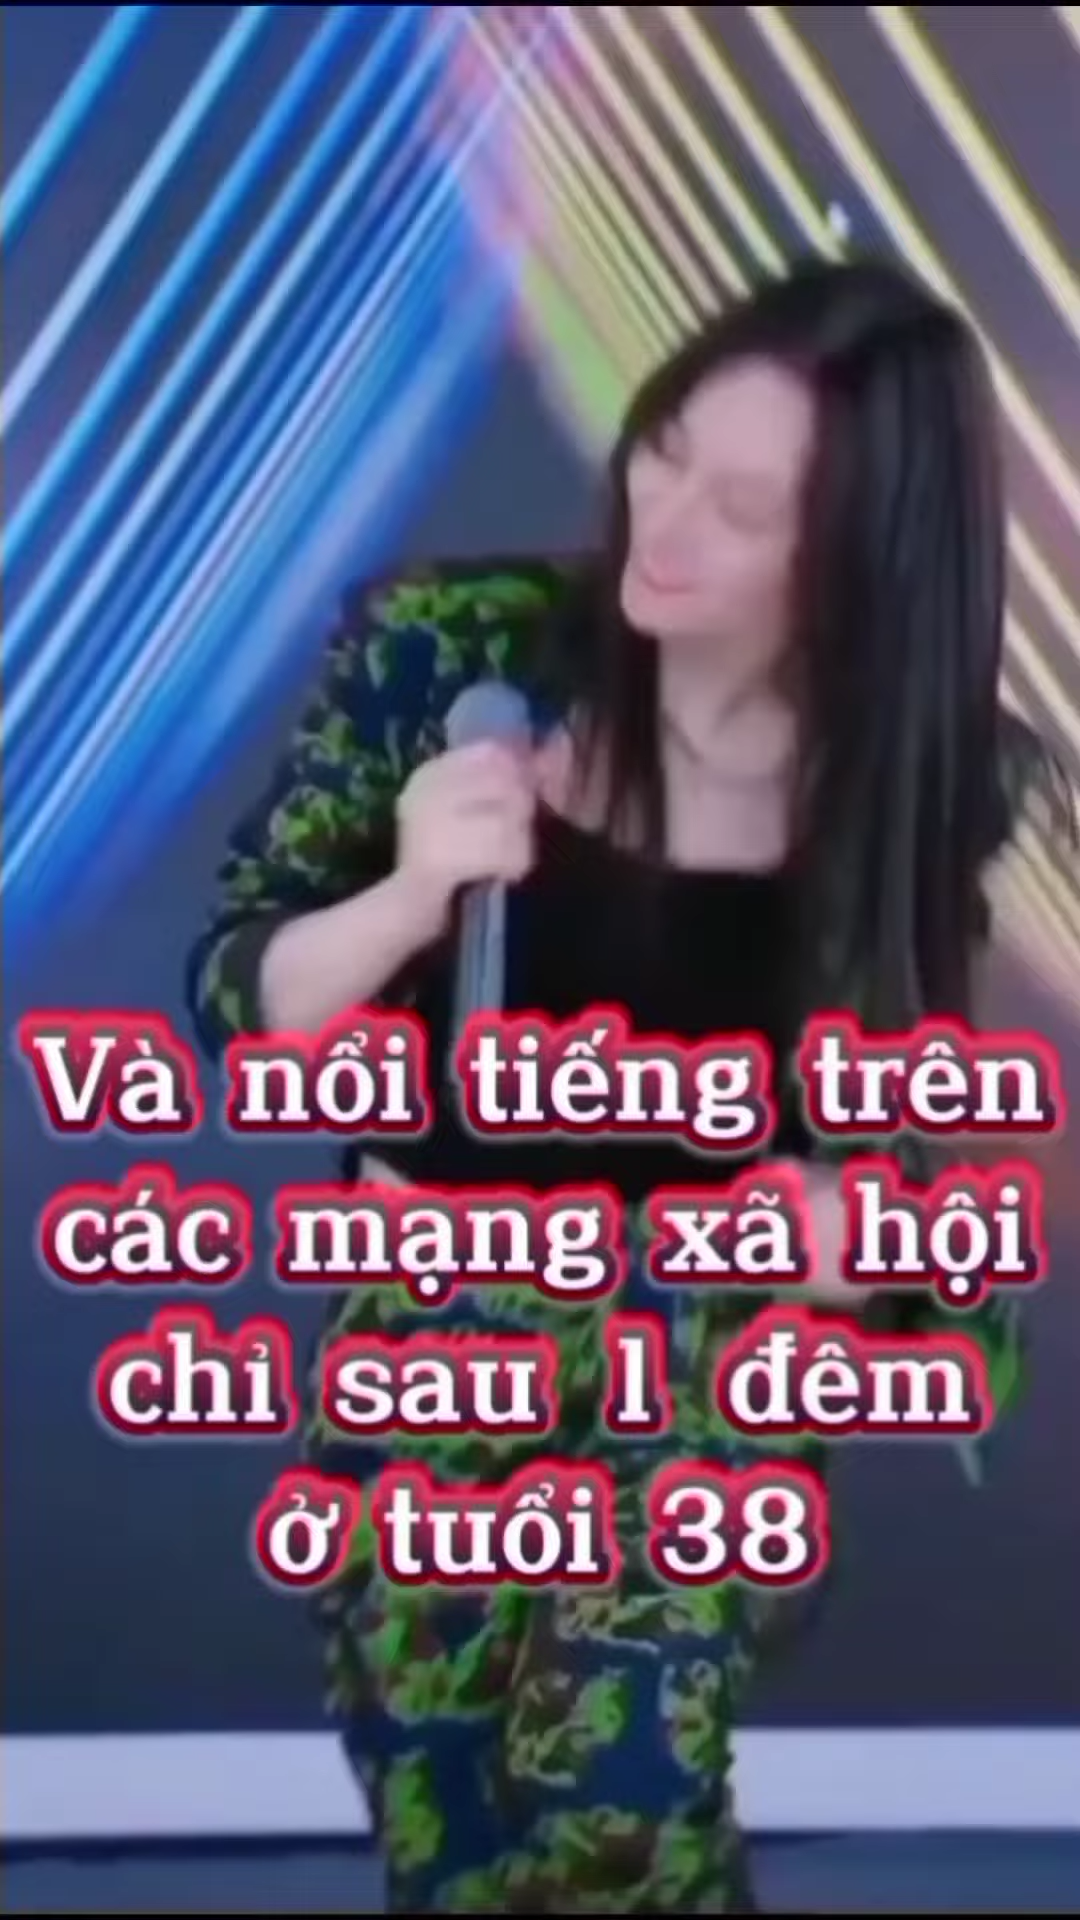 Và nổi tiếng trên
các mạng xã hội
chỉ sau 1 đêm
ở tuổi 38